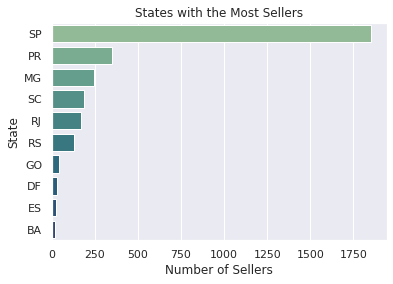 States with the Most Sellers
State
SP
PR
MG
SC
RJ
RS
GO
DF
ES
BA
0 250 500 750 1000 1250 1500 1750
Number of Sellers